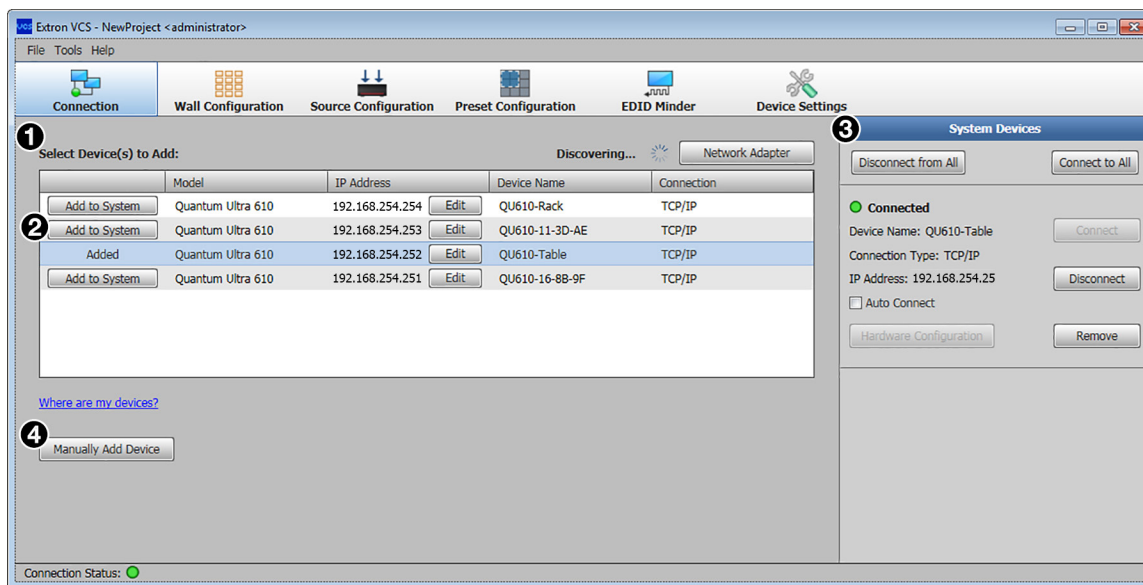 vcs Extron VCS - NewProject <administrator>
File Tools Help
Connection Wall Configuration Source Configuration Preset Configuration EDID Minder Device Settings
1
Select Device(s) to Add: Discovering... Network Adapter
Model IP Address Device Name Connection
Add to System Quantum Ultra 610 192.168.254.254 Edit QU610-Rack TCP/IP
2
Add to System Quantum Ultra 610 192.168.254.253 Edit QU610-11-3D-AE TCP/IP
Added Quantum Ultra 610 192.168.254.252 Edit QU610-Table TCP/IP
Add to System Quantum Ultra 610 192.168.254.251 Edit QU610-16-8B-9F TCP/IP
Where are my devices?
4
Manually Add Device
3
System Devices
Disconnect from All Connect to All
Connected
Device Name: QU610-Table Connect
Connection Type: TCP/IP
IP Address: 192.168.254.25 Disconnect
Auto Connect
Hardware Configuration Remove
Connection Status: